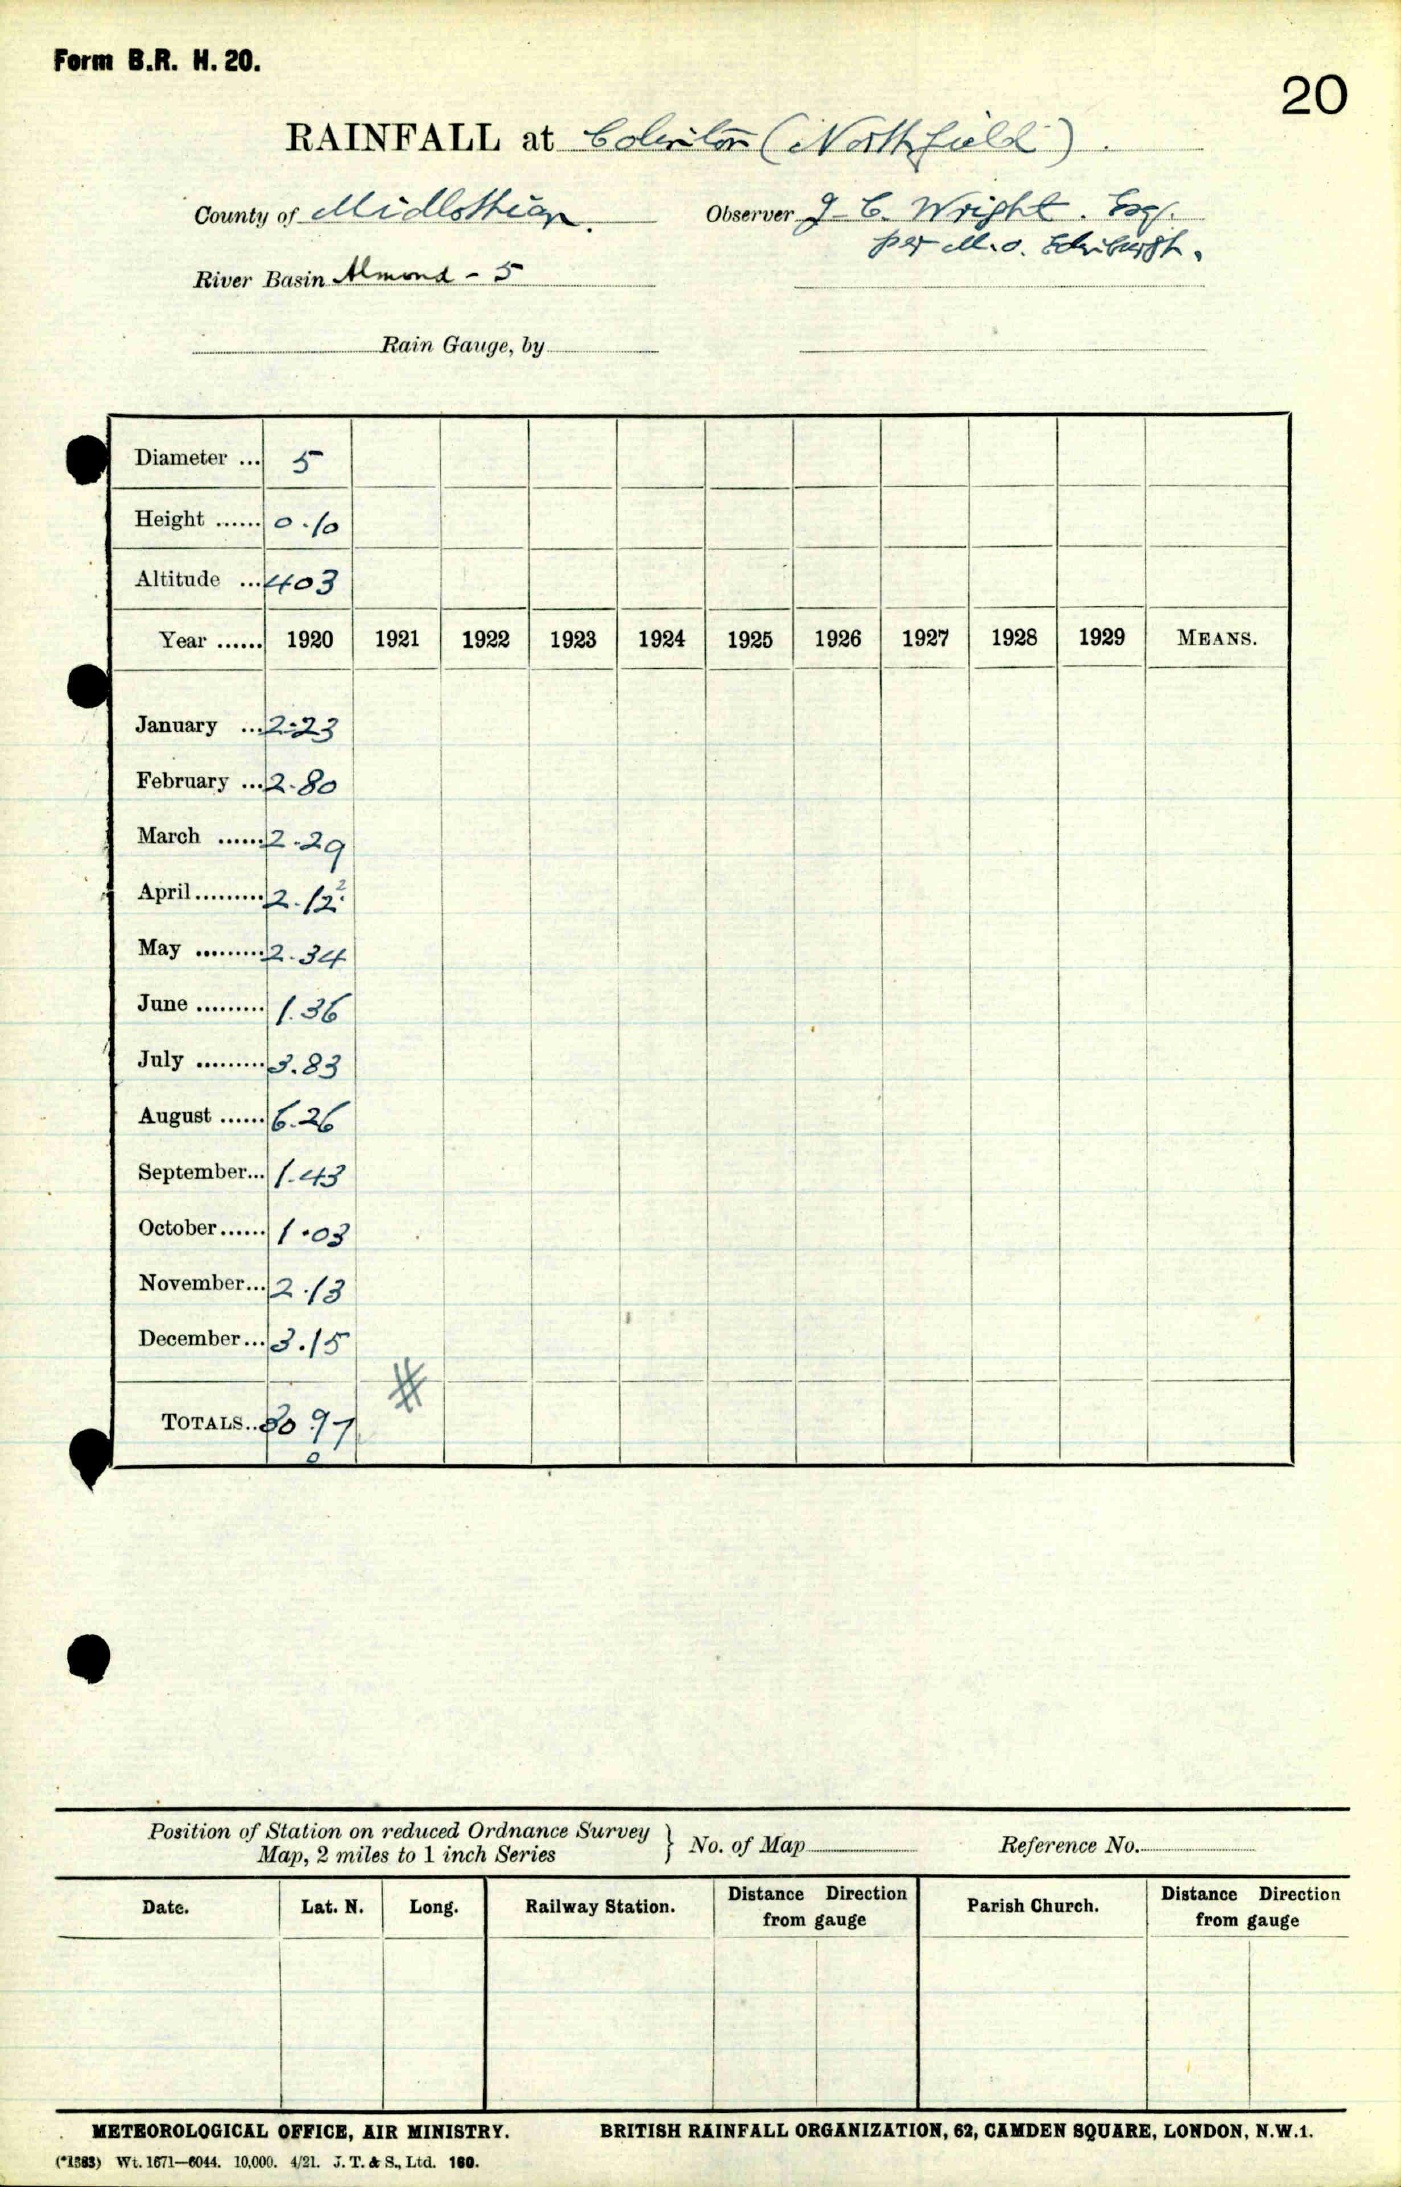 Form B.R. H. 20.
20
RAINFALL at Colinton (Northfield).
County of Midlothian. Observer J. C. Wright. Esq.
per M.O. Edinburgh.
River Basin Almond - 5
Rain Gauge, by
Diameter ... 5
Height ...... 0.10
Altitude ... 403
Year ...... 1920 1921 1922 1923 1924 1925 1926 1927 1928 1929 MEANS.
January ... 2.23
February ... 2.80
March ...... 2.29
April ......... 2.12 2
May ......... 2.34
June ......... 1.36
July ......... 3.83
August ...... 6.26
September... 1.43
October ...... 1.03
November... 2.13
December... 3.15
#
TOTALS.. 30.97
0
Position of Station on reduced Ordnance Survey
Map, 2 miles to 1 inch Series } No. of Map Reference No.
Date. Lat. N. Long. Railway Station. Distance Direction from gauge Parish Church. Distance Direction from gauge
METEOROLOGICAL OFFICE, AIR MINISTRY. BRITISH RAINFALL ORGANIZATION, 62, CAMDEN SQUARE, LONDON, N.W.1.
(*1583) Wt. 1671—6044. 10,000. 4/21. J. T. & S., Ltd. 160.